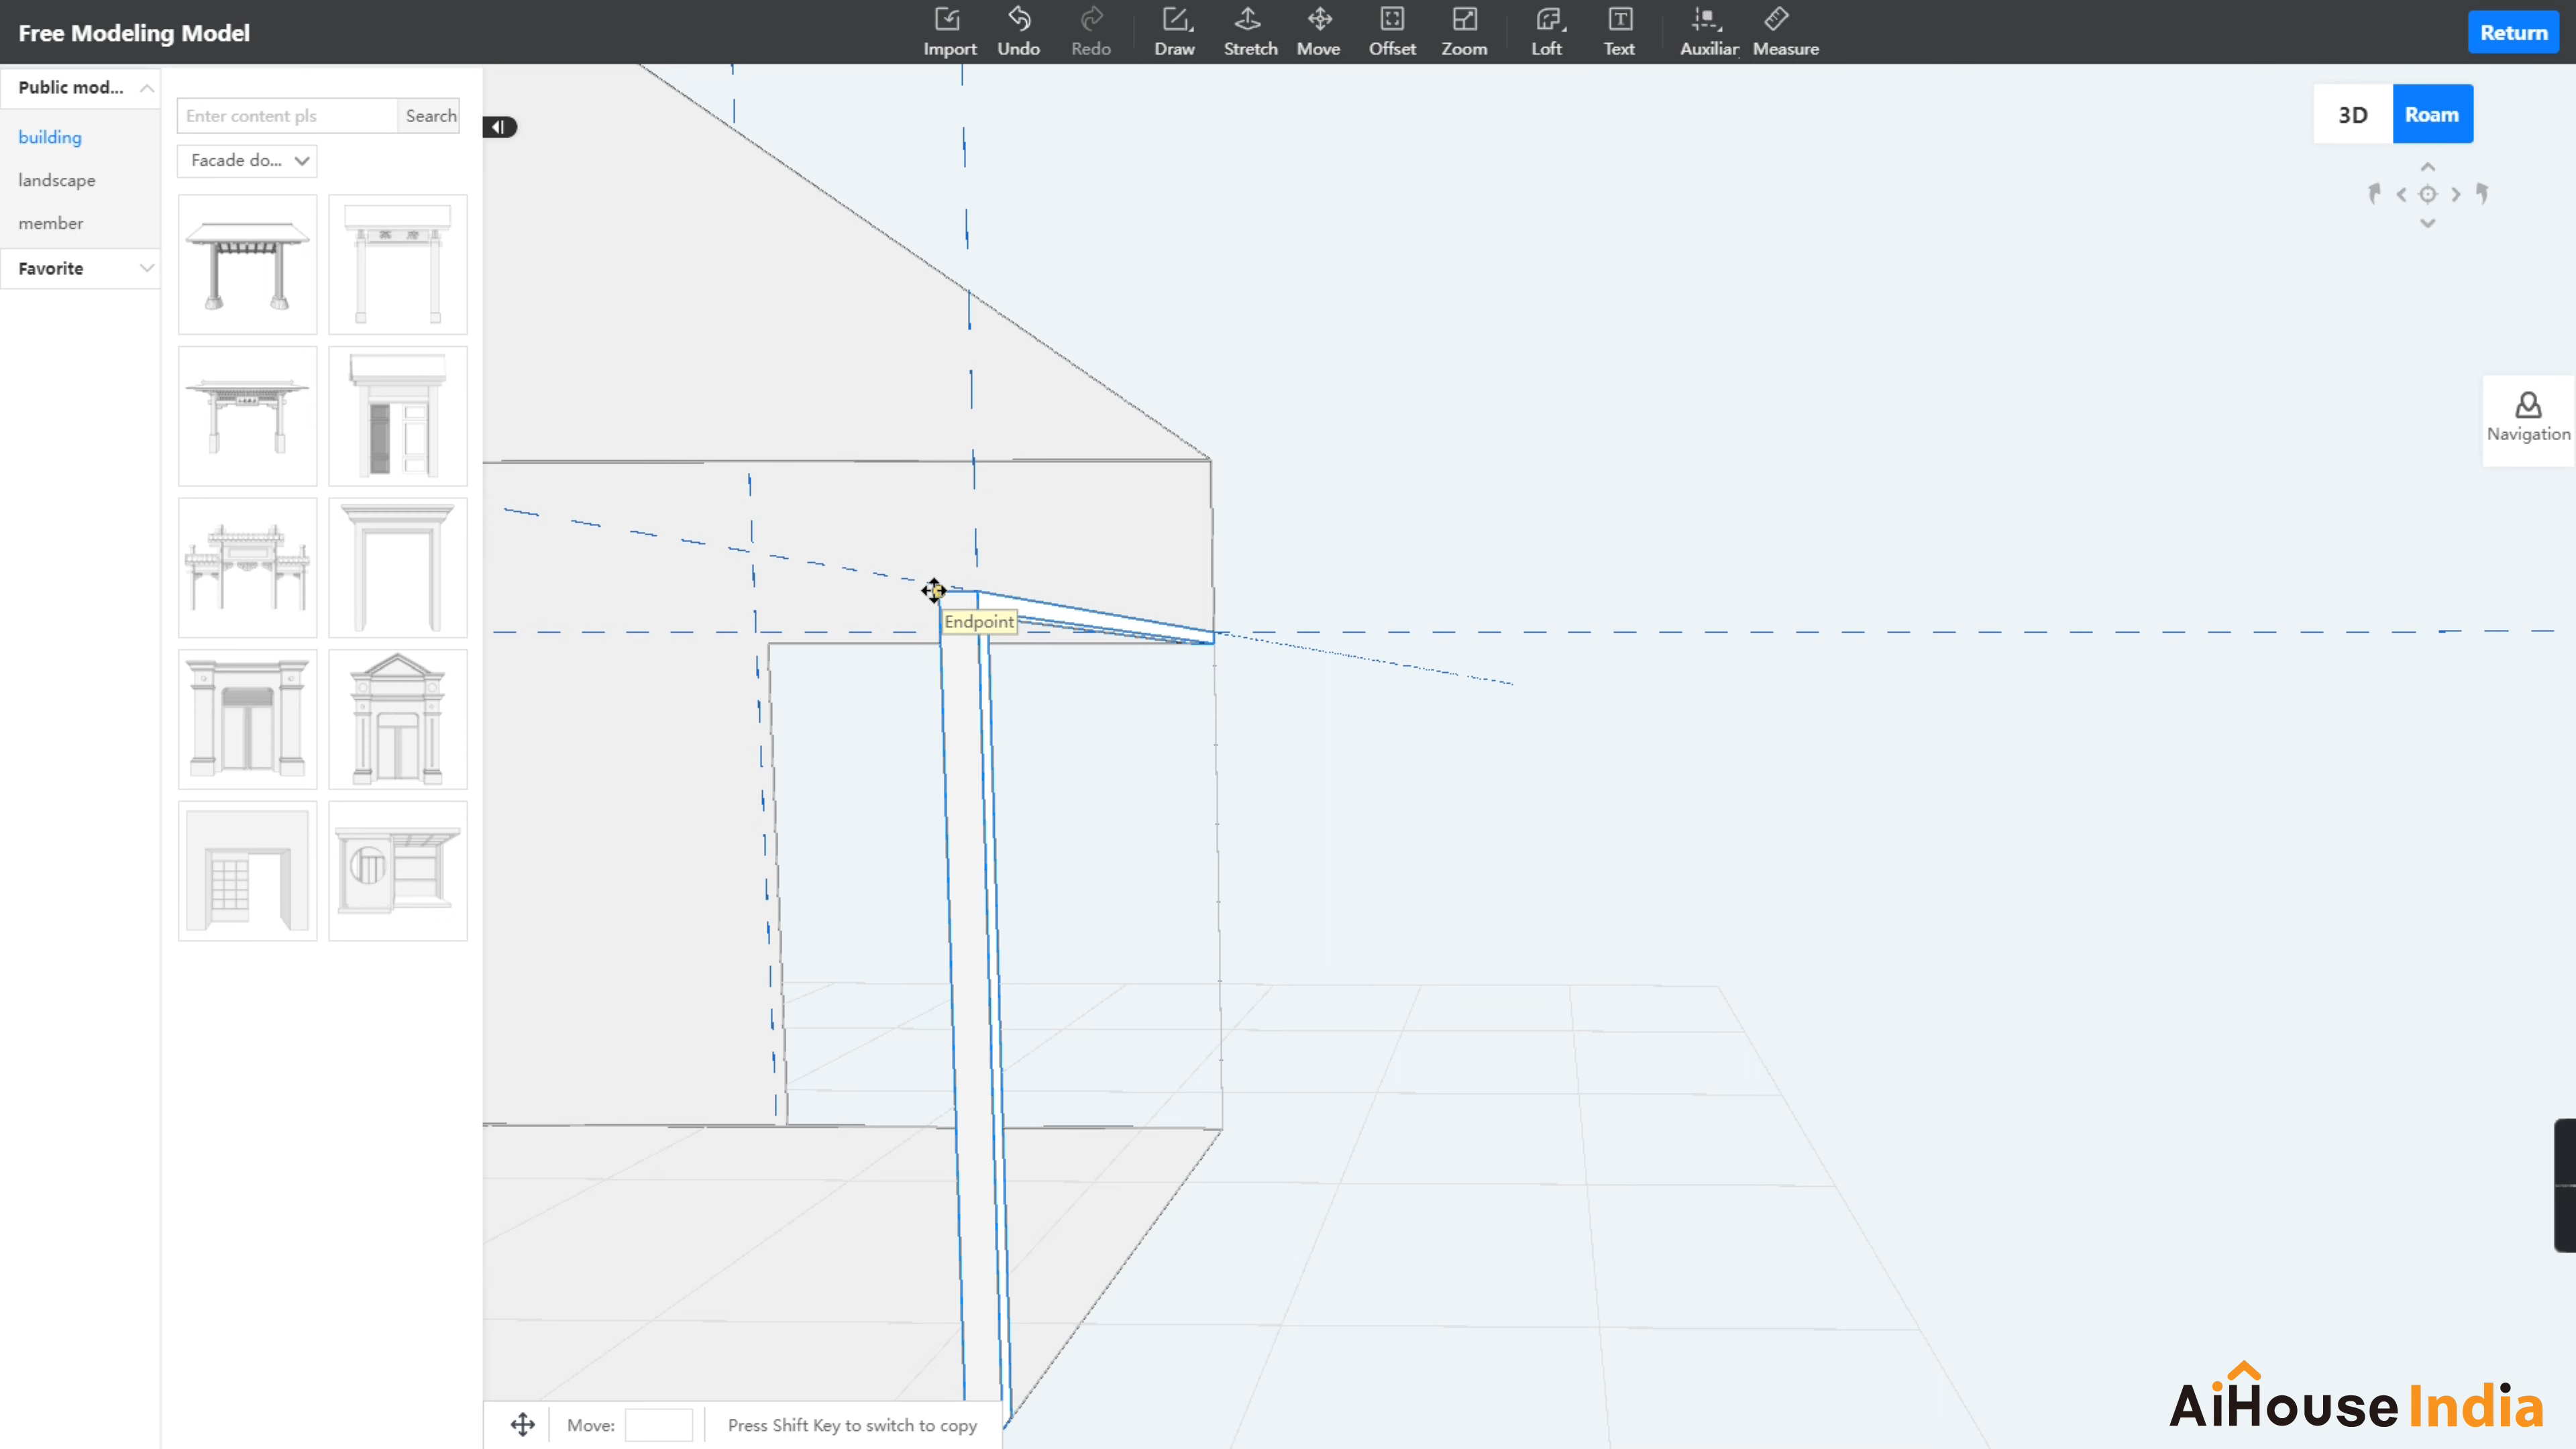 Free Modeling Model
Import
Undo
Redo
Draw
Stretch
Move
Offset
Zoom
Loft
Text
Auxiliar
Measure
Return
Public mod...
building
landscape
member
Favorite
Enter content pls
Search
Facade do...
3D
Roam
Navigation
Endpoint
Move:
Press Shift Key to switch to copy
AiHouse India